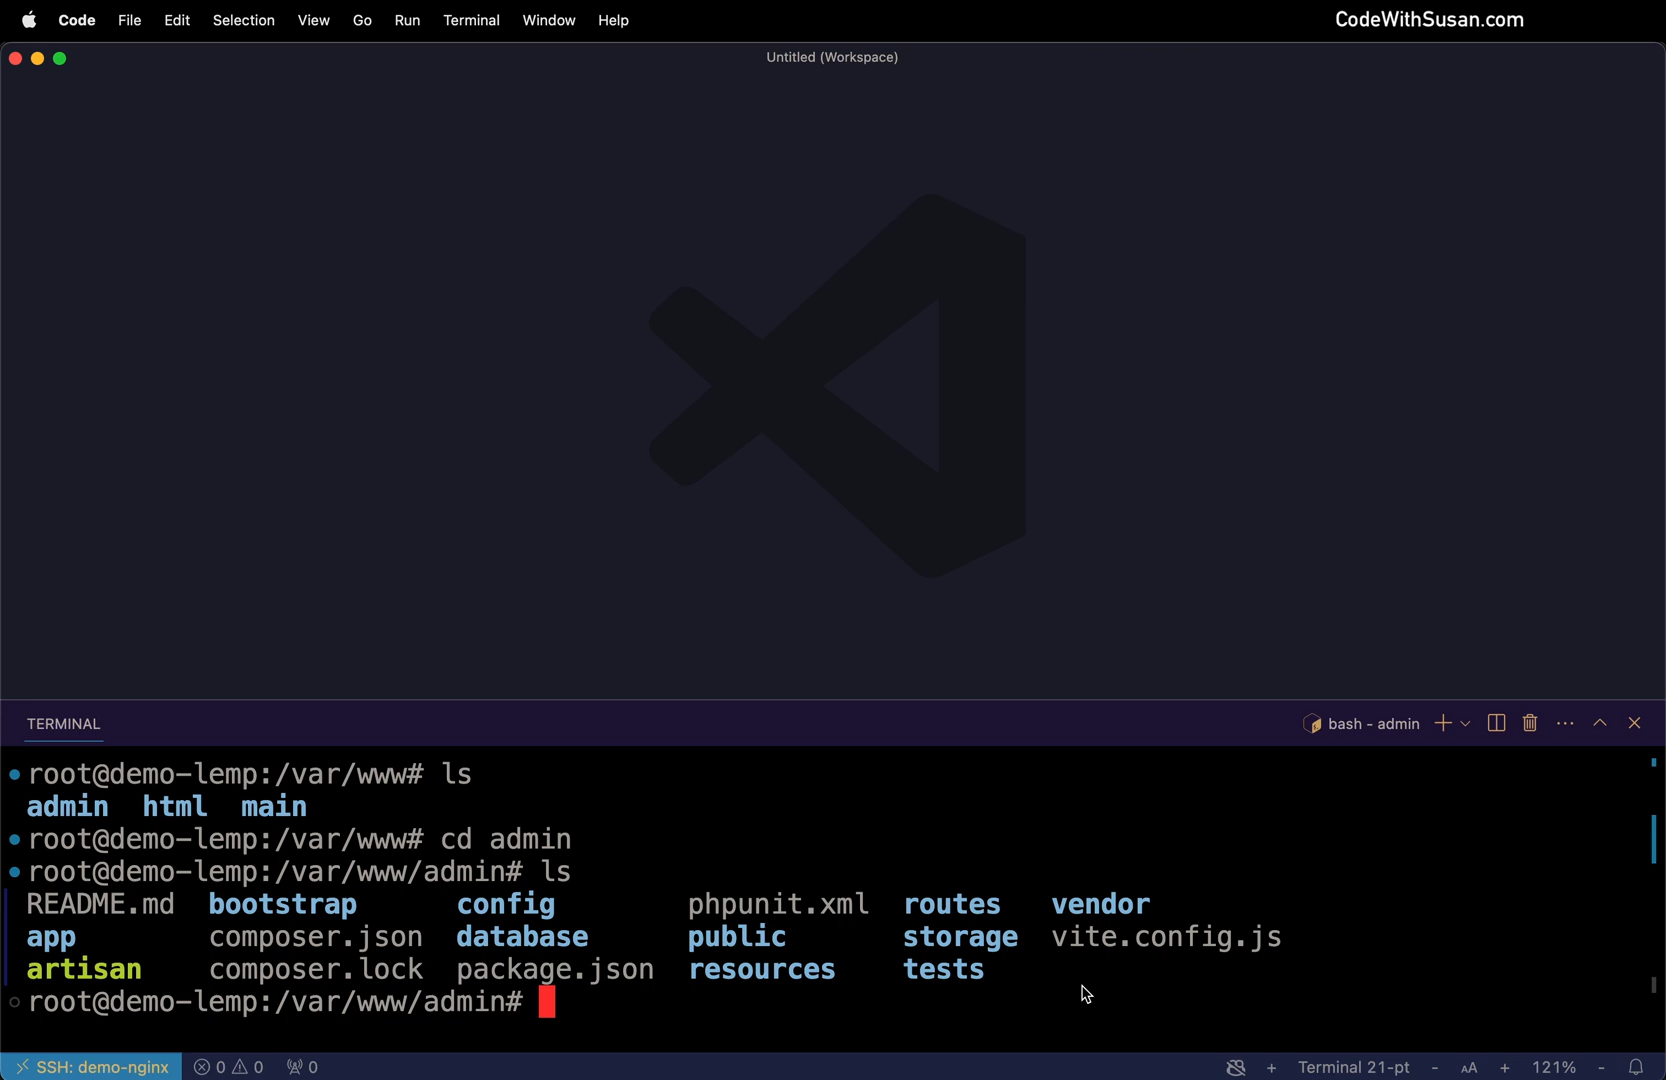 Code File Edit Selection View Go Run Terminal Window Help CodeWithSusan.com
Untitled (Workspace)
TERMINAL bash - admin
root@demo-lemp:/var/www# ls
admin html main
root@demo-lemp:/var/www# cd admin
root@demo-lemp:/var/www/admin# ls
README.md bootstrap config phpunit.xml routes vendor
app composer.json database public storage vite.config.js
artisan composer.lock package.json resources tests
root@demo-lemp:/var/www/admin#
SSH: demo-nginx 0 0 0 + Terminal 21-pt - AA + 121% -